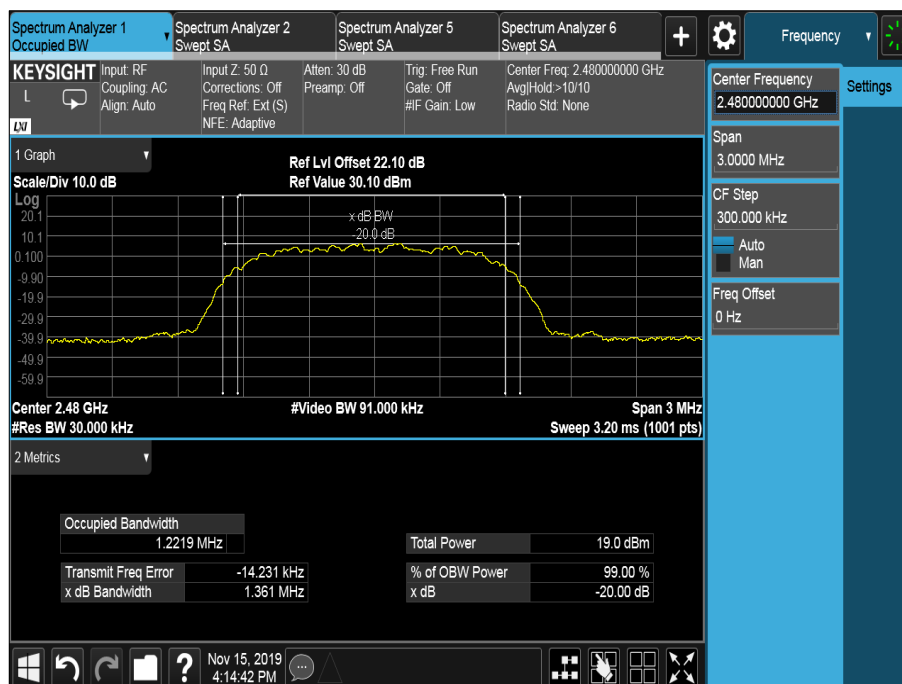 Spectrum Analyzer 1
Occupied BW
Spectrum Analyzer 2
Swept SA
Spectrum Analyzer 5
Swept SA
Spectrum Analyzer 6
Swept SA
+
Frequency
KEYSIGHT
L
LXI
Input: RF
Coupling: AC
Align: Auto
Input Z: 50 Ω
Corrections: Off
Freq Ref: Ext (S)
NFE: Adaptive
Atten: 30 dB
Preamp: Off
Trig: Free Run
Gate: Off
#IF Gain: Low
Center Freq: 2.480000000 GHz
Avg|Hold:>10/10
Radio Std: None
Center Frequency
2.480000000 GHz
Settings
Span
3.0000 MHz
CF Step
300.000 kHz
Auto
Man
Freq Offset
0 Hz
1 Graph
Ref Lvl Offset 22.10 dB
Scale/Div 10.0 dB
Ref Value 30.10 dBm
Log
20.1
10.1
0.100
-9.90
-19.9
-29.9
-39.9
-49.9
-59.9
x dB BW
-20.0 dB
Center 2.48 GHz
#Video BW 91.000 kHz
Span 3 MHz
#Res BW 30.000 kHz
Sweep 3.20 ms (1001 pts)
2 Metrics
Occupied Bandwidth
1.2219 MHz
Total Power 19.0 dBm
Transmit Freq Error -14.231 kHz
% of OBW Power 99.00 %
x dB Bandwidth 1.361 MHz
x dB -20.00 dB
?
Nov 15, 2019
4:14:42 PM